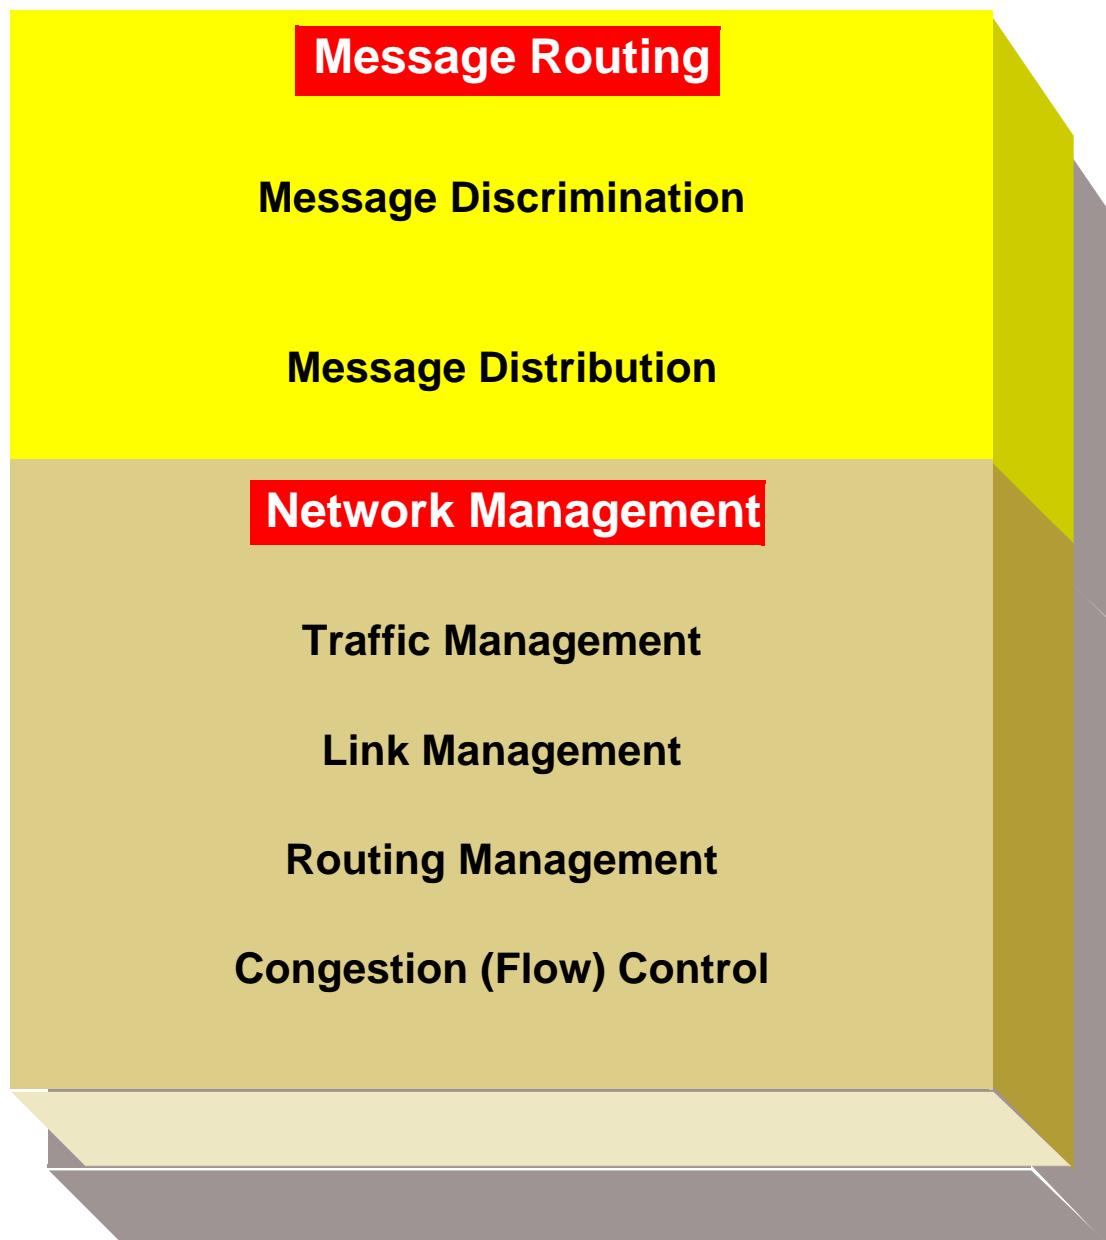 Message Routing
Message Discrimination
Message Distribution
Network Management
Traffic Management
Link Management
Routing Management
Congestion (Flow) Control